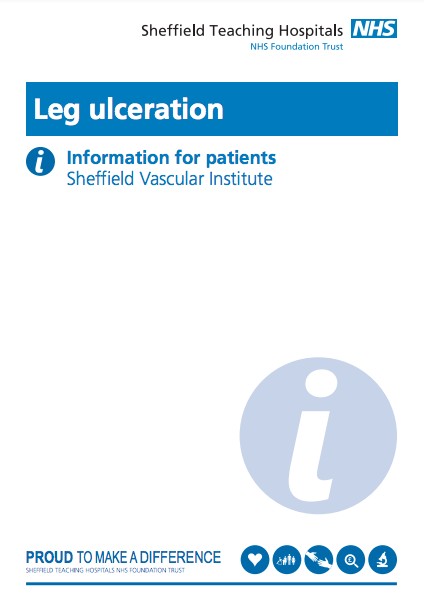 Sheffield Teaching Hospitals NHS
NHS Foundation Trust
Leg ulceration
i Information for patients
Sheffield Vascular Institute
i
PROUD TO MAKE A DIFFERENCE
SHEFFIELD TEACHING HOSPITALS NHS FOUNDATION TRUST